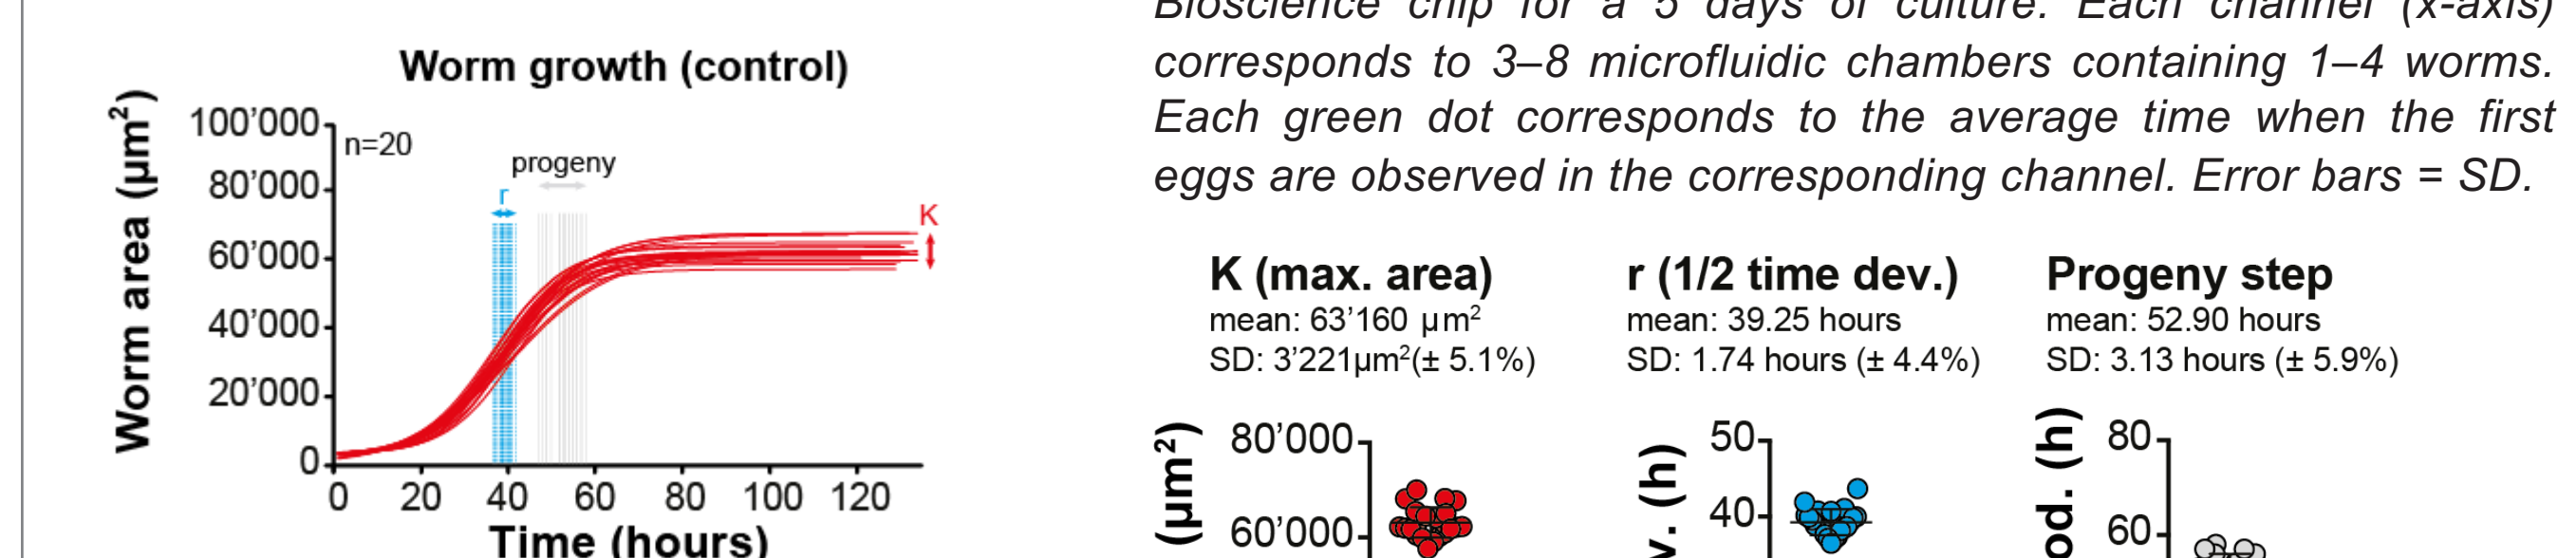 Bioscience chip for a 5 days of culture. Each channel (x-axis)
corresponds to 3–8 microfluidic chambers containing 1–4 worms.
Each green dot corresponds to the average time when the first
eggs are observed in the corresponding channel. Error bars = SD.
Worm growth (control)
Worm area (µm²)
100’000
80’000
60’000
40’000
20’000
0
n=20
progeny
r
K
0 20 40 60 80 100 120
Time (hours)
K (max. area)
mean: 63’160 µm²
SD: 3’221µm²(± 5.1%)
(µm²)
80’000
60’000
r (1/2 time dev.)
mean: 39.25 hours
SD: 1.74 hours (± 4.4%)
v. (h)
50
40
Progeny step
mean: 52.90 hours
SD: 3.13 hours (± 5.9%)
od. (h)
80
60